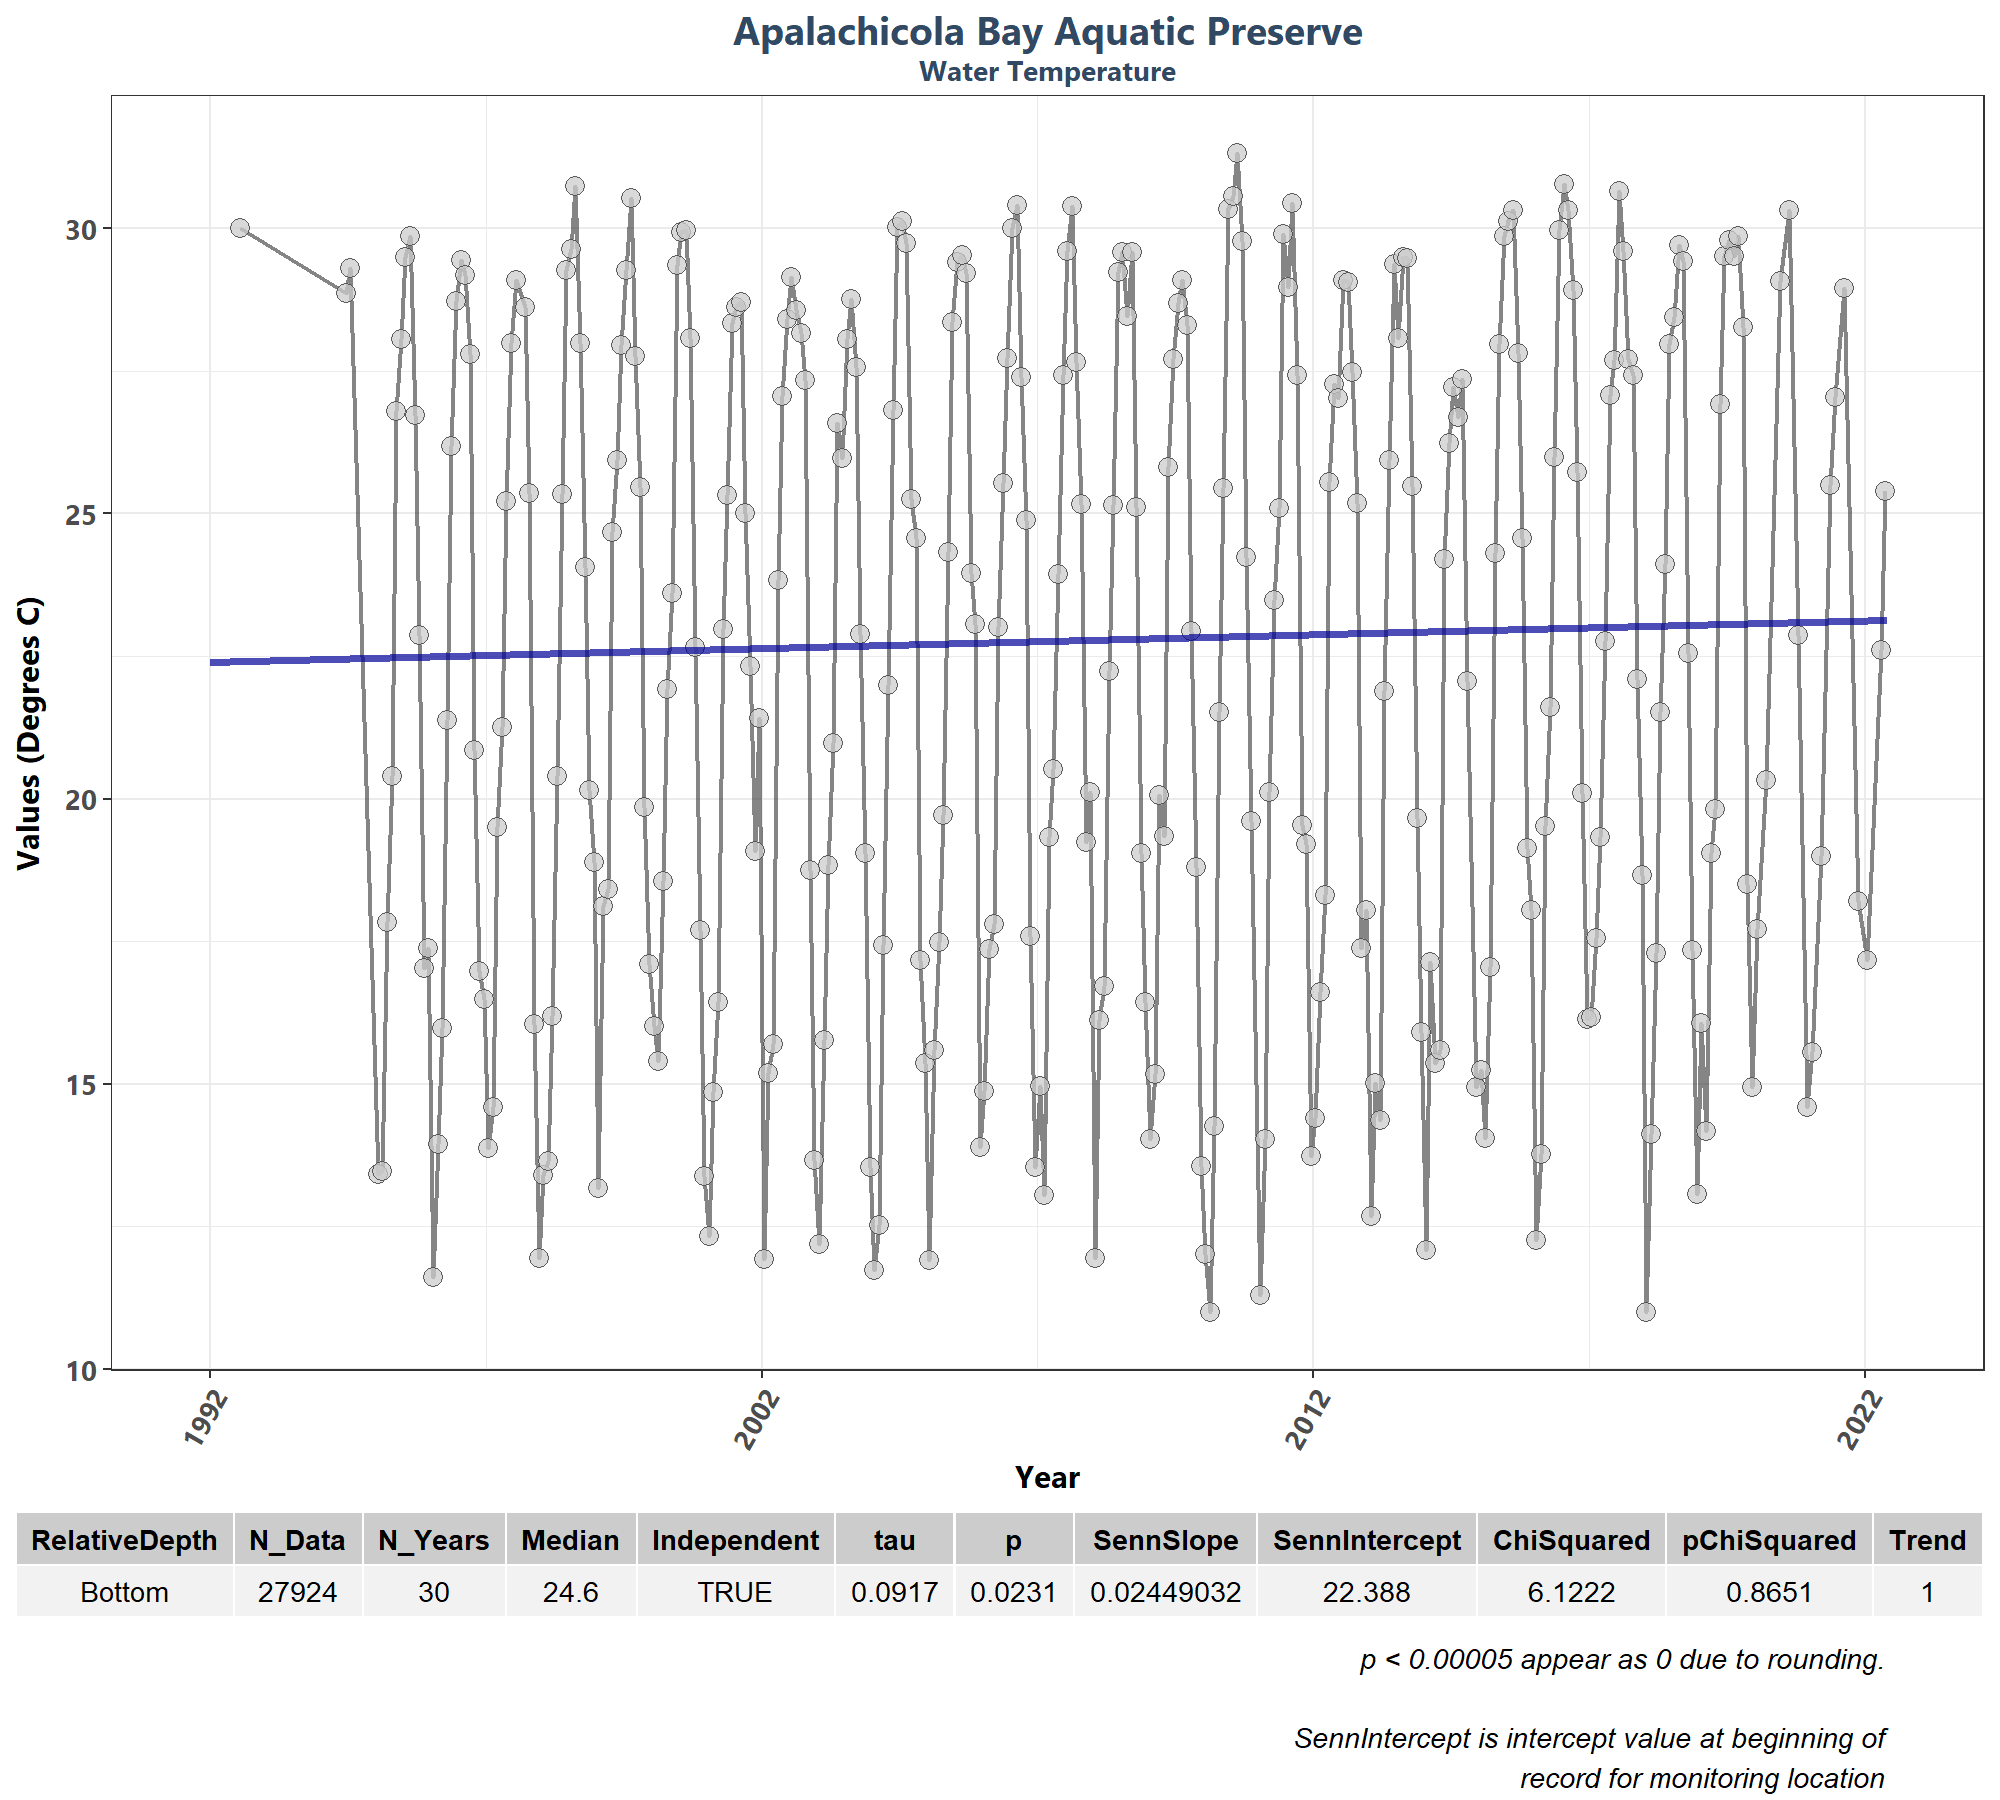 Apalachicola Bay Aquatic Preserve
Water Temperature
Values (Degrees C)
30
25
20
15
10
1992 2002 2012 2022
Year
RelativeDepth N_Data N_Years Median Independent tau p SennSlope SennIntercept ChiSquared pChiSquared Trend
Bottom 27924 30 24.6 TRUE 0.0917 0.0231 0.02449032 22.388 6.1222 0.8651 1
p < 0.00005 appear as 0 due to rounding.
SennIntercept is intercept value at beginning of
record for monitoring location